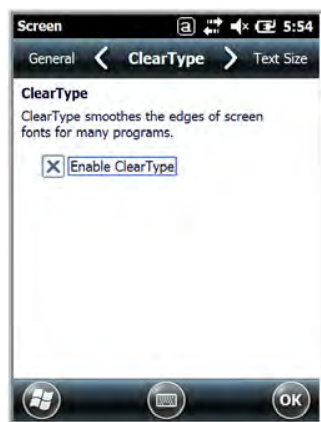 Screen a 5:54
General ClearType Text Size
ClearType
ClearType smoothes the edges of screen
fonts for many programs.
Enable ClearType
OK